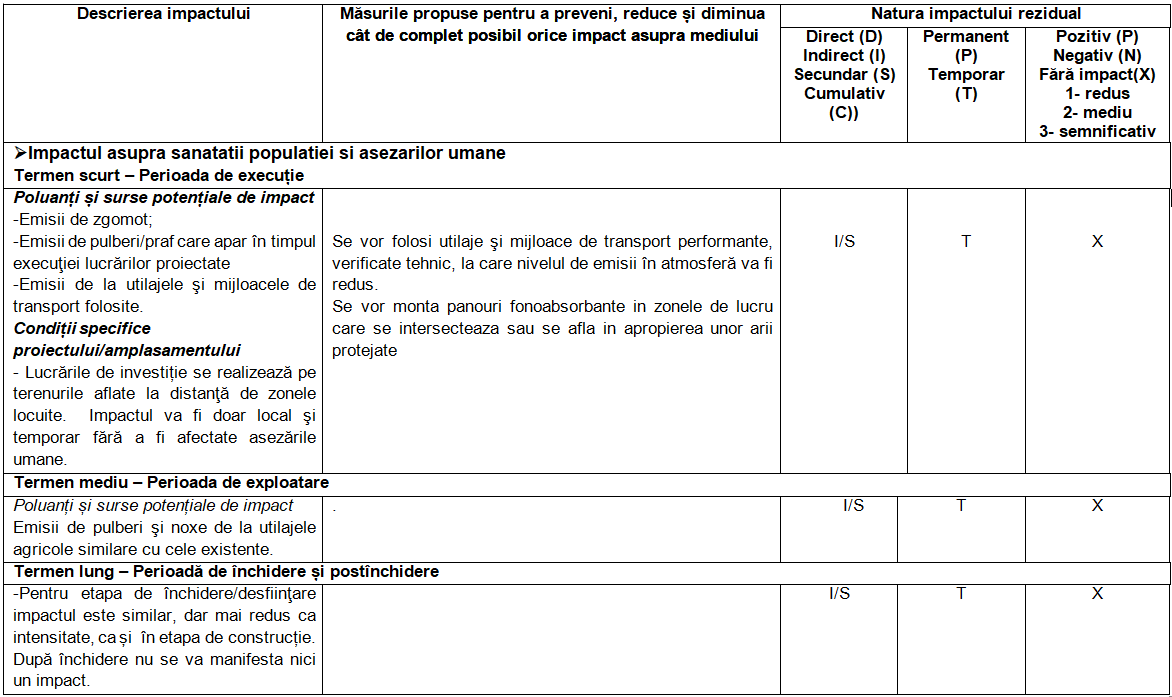 Descrierea impactului
Măsurile propuse pentru a preveni, reduce și diminua
cât de complet posibil orice impact asupra mediului
Natura impactului rezidual
Direct (D)
Indirect (I)
Secundar (S)
Cumulativ
(C))
Permanent
(P)
Temporar
(T)
Pozitiv (P)
Negativ (N)
Fără impact(X)
1- redus
2- mediu
3- semnificativ
➢Impactul asupra sanatatii populatiei si asezarilor umane
Termen scurt – Perioada de execuție
Poluanți și surse potențiale de impact
-Emisii de zgomot;
-Emisii de pulberi/praf care apar în timpul
execuţiei lucrărilor proiectate
-Emisii de la utilajele şi mijloacele de
transport folosite.
Condiții specifice
proiectului/amplasamentului
- Lucrările de investiție se realizează pe
terenurile aflate la distanţă de zonele
locuite. Impactul va fi doar local şi
temporar fără a fi afectate asezările
umane.
Se vor folosi utilaje şi mijloace de transport performante,
verificate tehnic, la care nivelul de emisii în atmosferă va fi
redus.
Se vor monta panouri fonoabsorbante in zonele de lucru
care se intersecteaza sau se afla in apropierea unor arii
protejate
I/S
T
X
Termen mediu – Perioada de exploatare
Poluanți și surse potențiale de impact
Emisii de pulberi şi noxe de la utilajele
agricole similare cu cele existente.
.
I/S
T
X
Termen lung – Perioadă de închidere și postînchidere
-Pentru etapa de închidere/desfiinţare
impactul este similar, dar mai redus ca
intensitate, ca și în etapa de construcție.
După închidere nu se va manifesta nici
un impact.
I/S
T
X